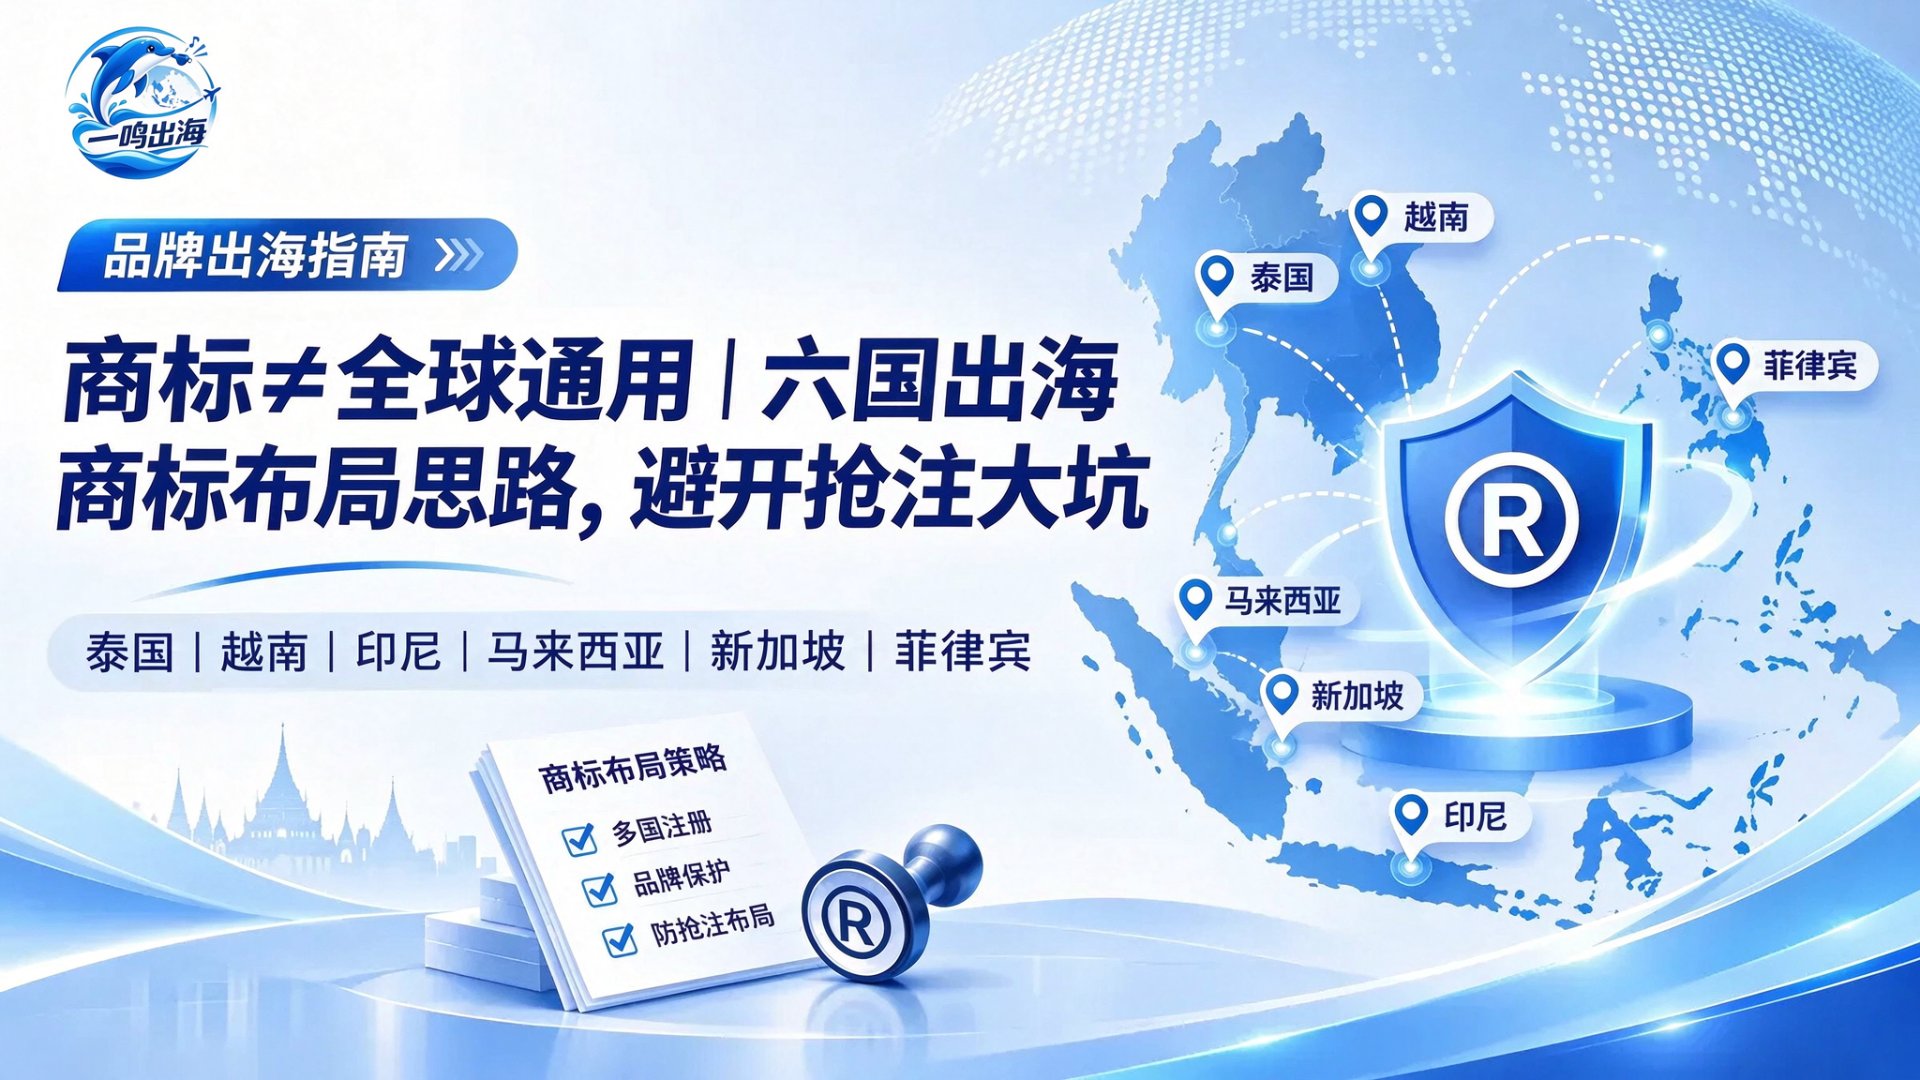 一鸣出海
品牌出海指南
商标≠全球通用|六国出海
商标布局思路,避开抢注大坑
泰国|越南|印尼|马来西亚|新加坡|菲律宾
商标布局策略
多国注册
品牌保护
防抢注布局
R
越南
泰国
菲律宾
R
马来西亚
新加坡
印尼